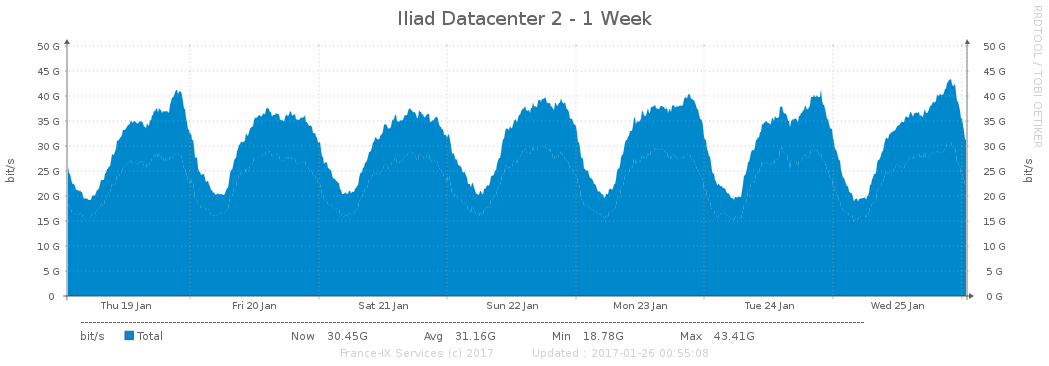 Iliad Datacenter 2 - 1 Week
RRDTOOL / TOBI OETIKER
50 G 50 G
45 G 45 G
40 G 40 G
35 G 35 G
30 G 30 G
25 G 25 G
20 G 20 G
15 G 15 G
10 G 10 G
5 G 5 G
0 0 G
bit/s bit/s
Thu 19 Jan Fri 20 Jan Sat 21 Jan Sun 22 Jan Mon 23 Jan Tue 24 Jan Wed 25 Jan
bit/s Total Now 30.45G Avg 31.16G Min 18.78G Max 43.41G
France-IX Services (c) 2017 Updated : 2017-01-26 00:55:08